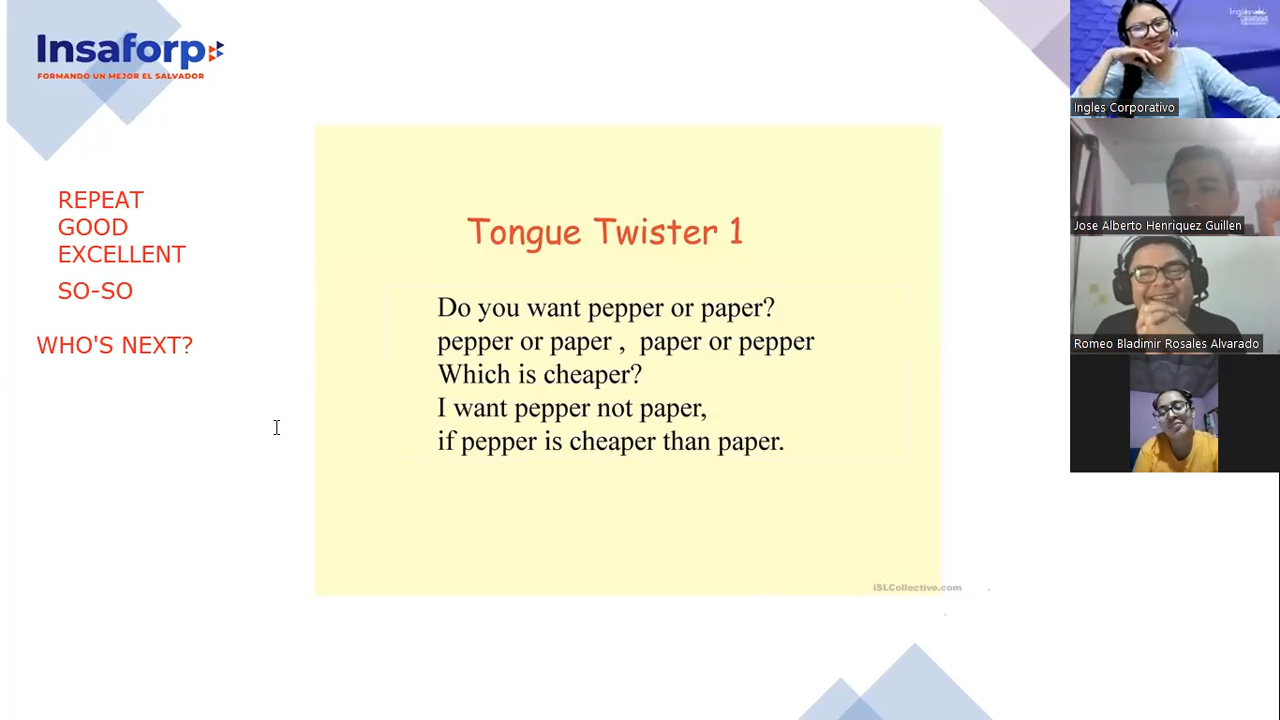 Insaforp
FORMANDO UN MEJOR EL SALVADOR
REPEAT
GOOD
EXCELLENT
SO-SO
WHO'S NEXT?
Tongue Twister 1
Do you want pepper or paper?
pepper or paper , paper or pepper
Which is cheaper?
I want pepper not paper,
if pepper is cheaper than paper.
iSLCollective.com
Ingles Corporativo
Jose Alberto Henriquez Guillen
Romeo Bladimir Rosales Alvarado